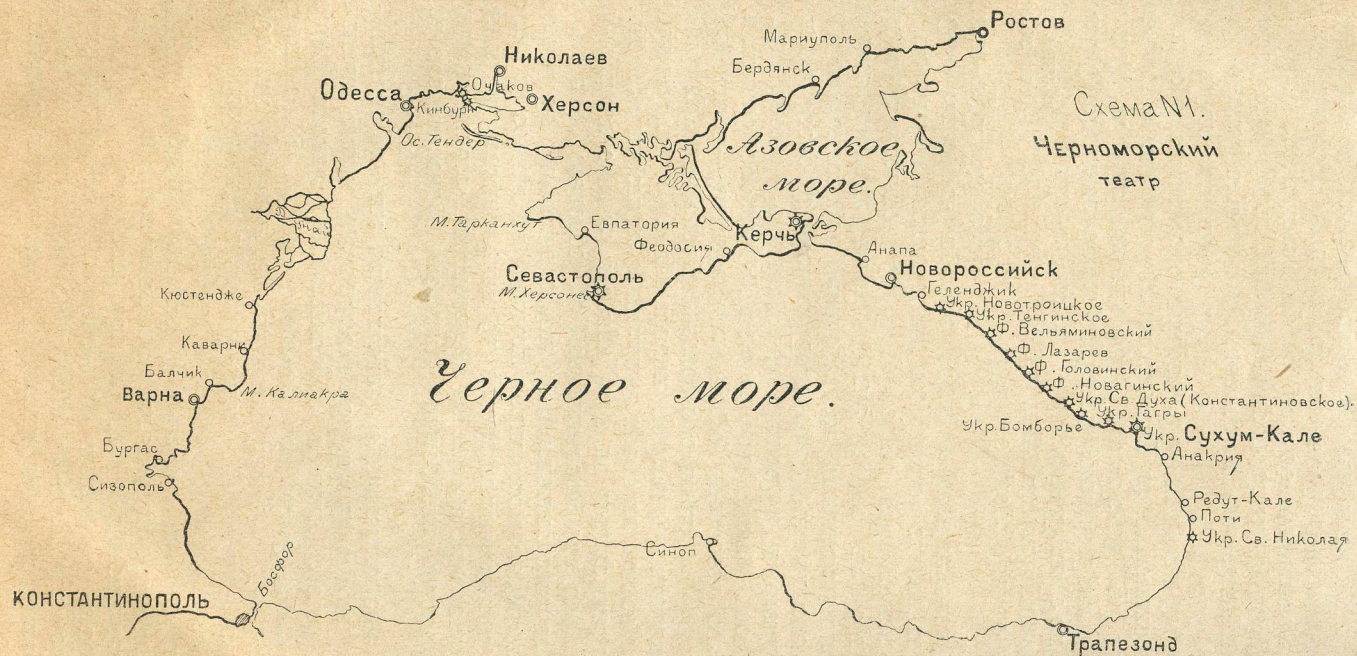 Схема N1.
Черноморский
театр
Ростов
Мариуполь
Бердянск
Николаев
Очаков
Одесса
Кинбурн
Херсон
Ос. Тендер
Азовское
море.
М. Тарканхут
Евпатория
Феодосия
Керчь
Севастополь
М. Херсонес
Анапа
Новороссийск
Геленджик
Укр. Новотроицкое
Укр. Тенгинское
Ф. Вельяминовский
Ф. Лазарев
Ф. Головинский
Ф. Новагинский
Укр. Св. Духа (Константиновское).
Укр. Гагры
Укр. Бомборье
Укр. Сухум-Кале
Анакрия
Редут-Кале
Поти
Укр. Св. Николая
Кюстендже
Каварни
Балчик
Варна
М. Калиакра
Черное море.
Бургас
Сизополь
Босфор
Константинополь
Синоп
Трапезонд